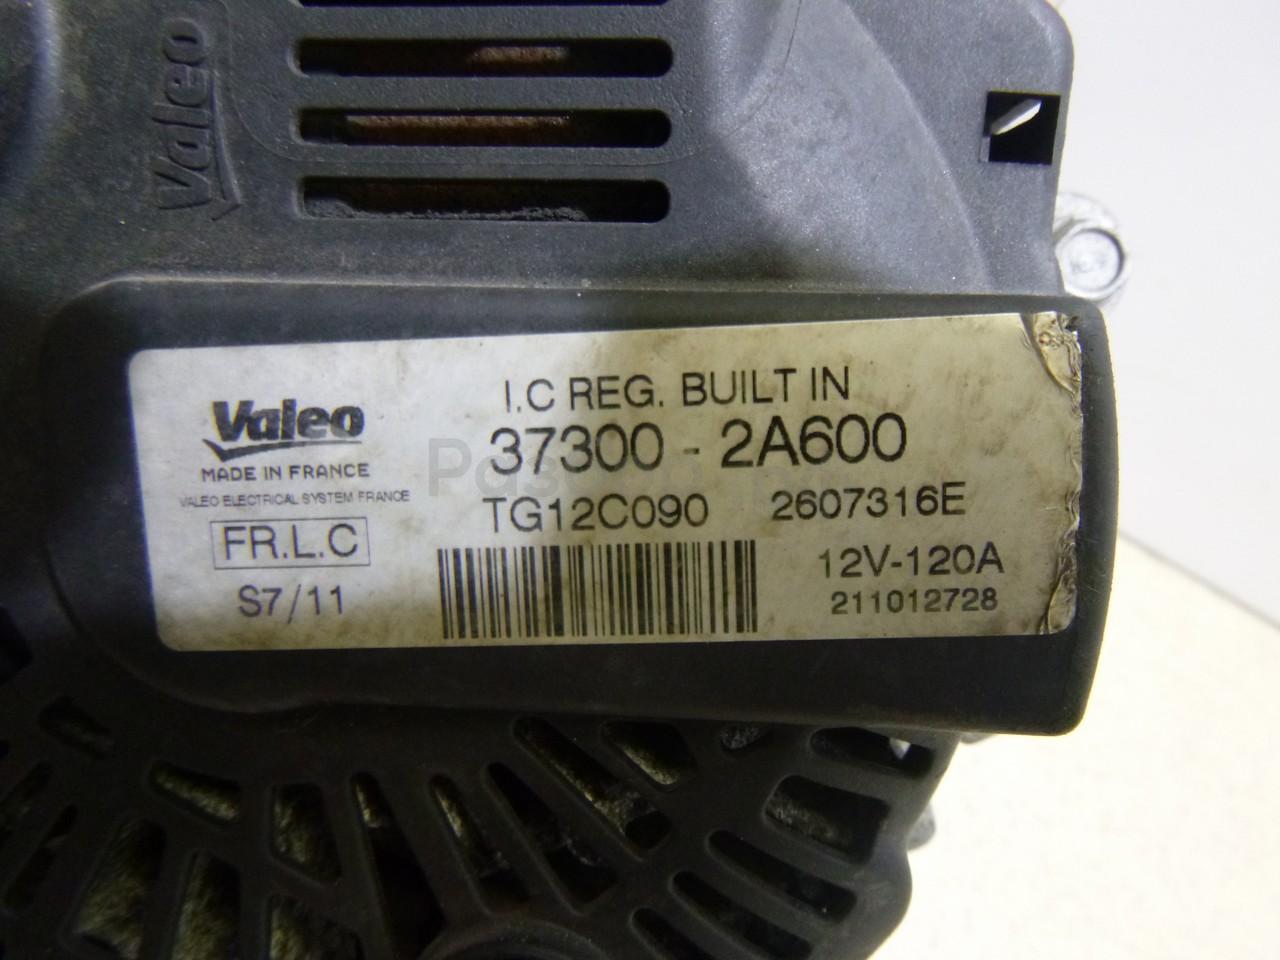 Valeo
Valeo
MADE IN FRANCE
VALEO ELECTRICAL SYSTEM FRANCE
FR.L.C
S7/11
I.C REG. BUILT IN
37300 - 2A600
TG12C090 2607316E
12V-120A
211012728